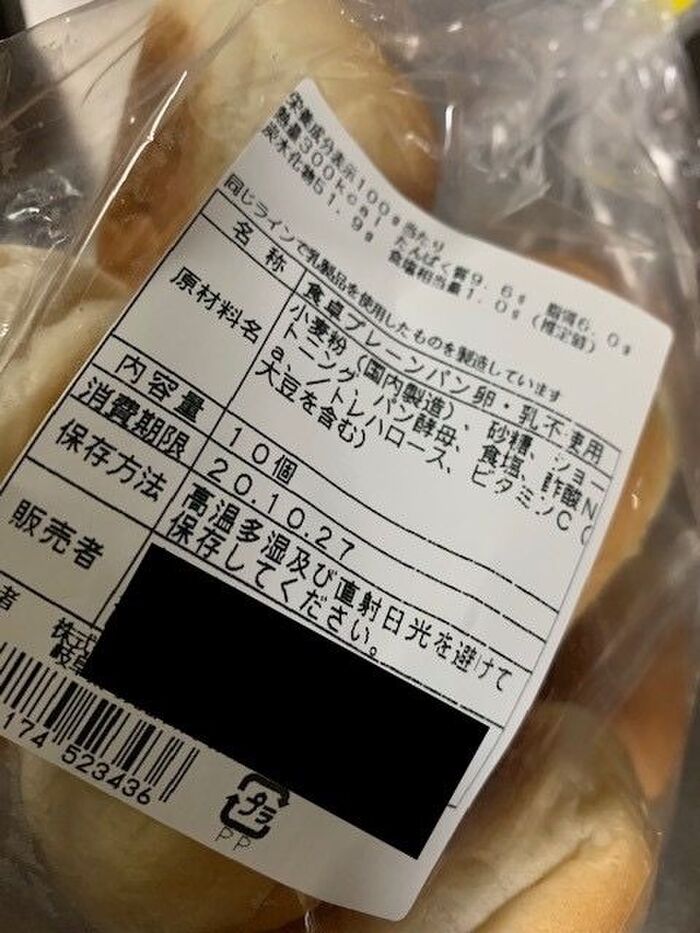 栄養成分表示100g当たり
熱量300kcal たんぱく質9.6g 脂質6.0g
炭水化物51.9g 食塩相当量1.0g(推定値)
同じラインで乳製品を使用したものを製造しています
名称 食卓プレーンパン卵・乳不使用
原材料名 小麦粉(国内製造)、砂糖、ショー
トニング、パン酵母、食塩、酢酸N
a、/トレハロース、ビタミンC(
大豆を含む)
内容量 10個
消費期限 20.10.27
保存方法 高温多湿及び直射日光を避けて
保存してください。
販売者
者 株式
岐阜
174 523436
プラ
PP